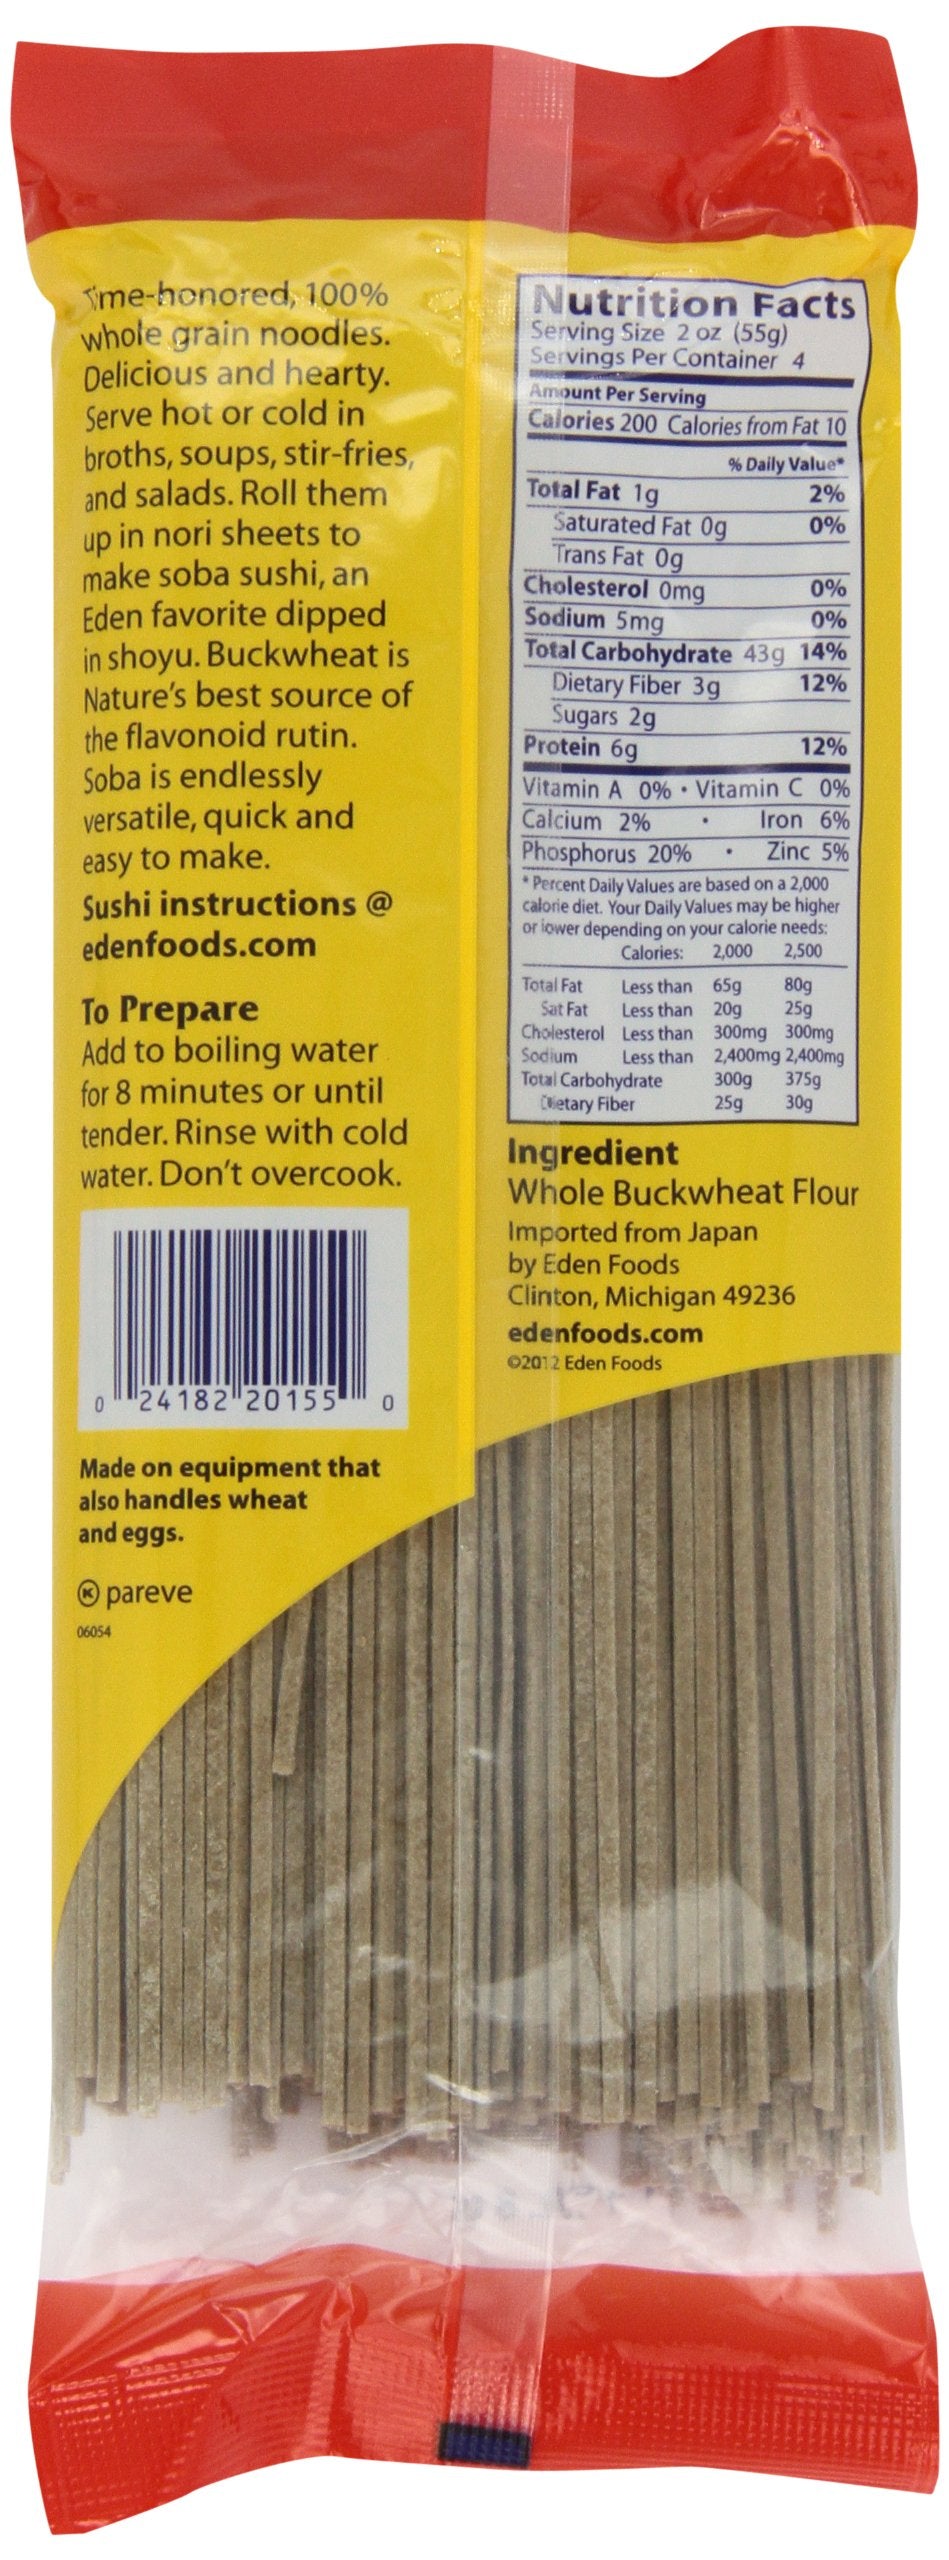 Time-honored, 100%
whole grain noodles.
Delicious and hearty.
Serve hot or cold in
broths, soups, stir-fries,
and salads. Roll them
up in nori sheets to
make soba sushi, an
Eden favorite dipped
in shoyu. Buckwheat is
Nature's best source of
the flavonoid rutin.
Soba is endlessly
versatile, quick and
easy to make.
Sushi instructions @
edenfoods.com
To Prepare
Add to boiling water
for 8 minutes or until
tender. Rinse with cold
water. Don't overcook.
0 24182 20155 0
Made on equipment that
also handles wheat
and eggs.
K pareve
06054
Nutrition Facts
Serving Size 2 oz (55g)
Servings Per Container 4
Amount Per Serving
Calories 200 Calories from Fat 10
% Daily Value*
Total Fat 1g 2%
Saturated Fat 0g 0%
Trans Fat 0g
Cholesterol 0mg 0%
Sodium 5mg 0%
Total Carbohydrate 43g 14%
Dietary Fiber 3g 12%
Sugars 2g
Protein 6g 12%
Vitamin A 0% • Vitamin C 0%
Calcium 2% • Iron 6%
Phosphorus 20% • Zinc 5%
* Percent Daily Values are based on a 2,000
calorie diet. Your Daily Values may be higher
or lower depending on your calorie needs:
Calories: 2,000 2,500
Total Fat Less than 65g 80g
Sat Fat Less than 20g 25g
Cholesterol Less than 300mg 300mg
Sodium Less than 2,400mg 2,400mg
Total Carbohydrate 300g 375g
Dietary Fiber 25g 30g
Ingredient
Whole Buckwheat Flour
Imported from Japan
by Eden Foods
Clinton, Michigan 49236
edenfoods.com
©2012 Eden Foods